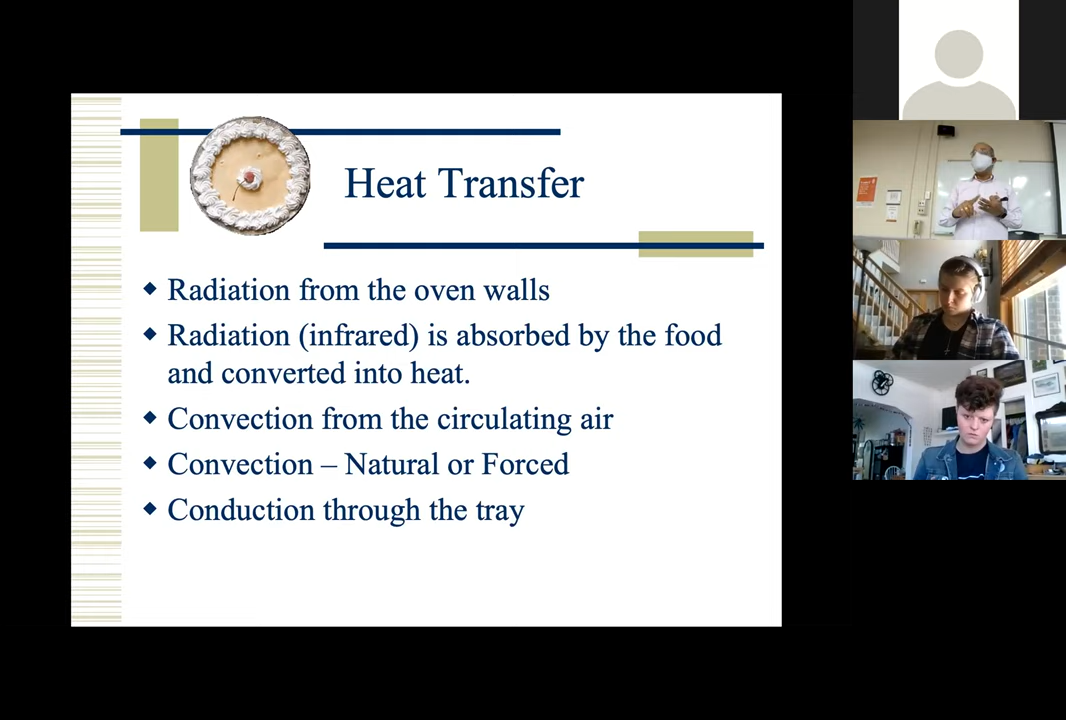 Heat Transfer
Radiation from the oven walls
Radiation (infrared) is absorbed by the food
and converted into heat.
Convection from the circulating air
Convection – Natural or Forced
Conduction through the tray